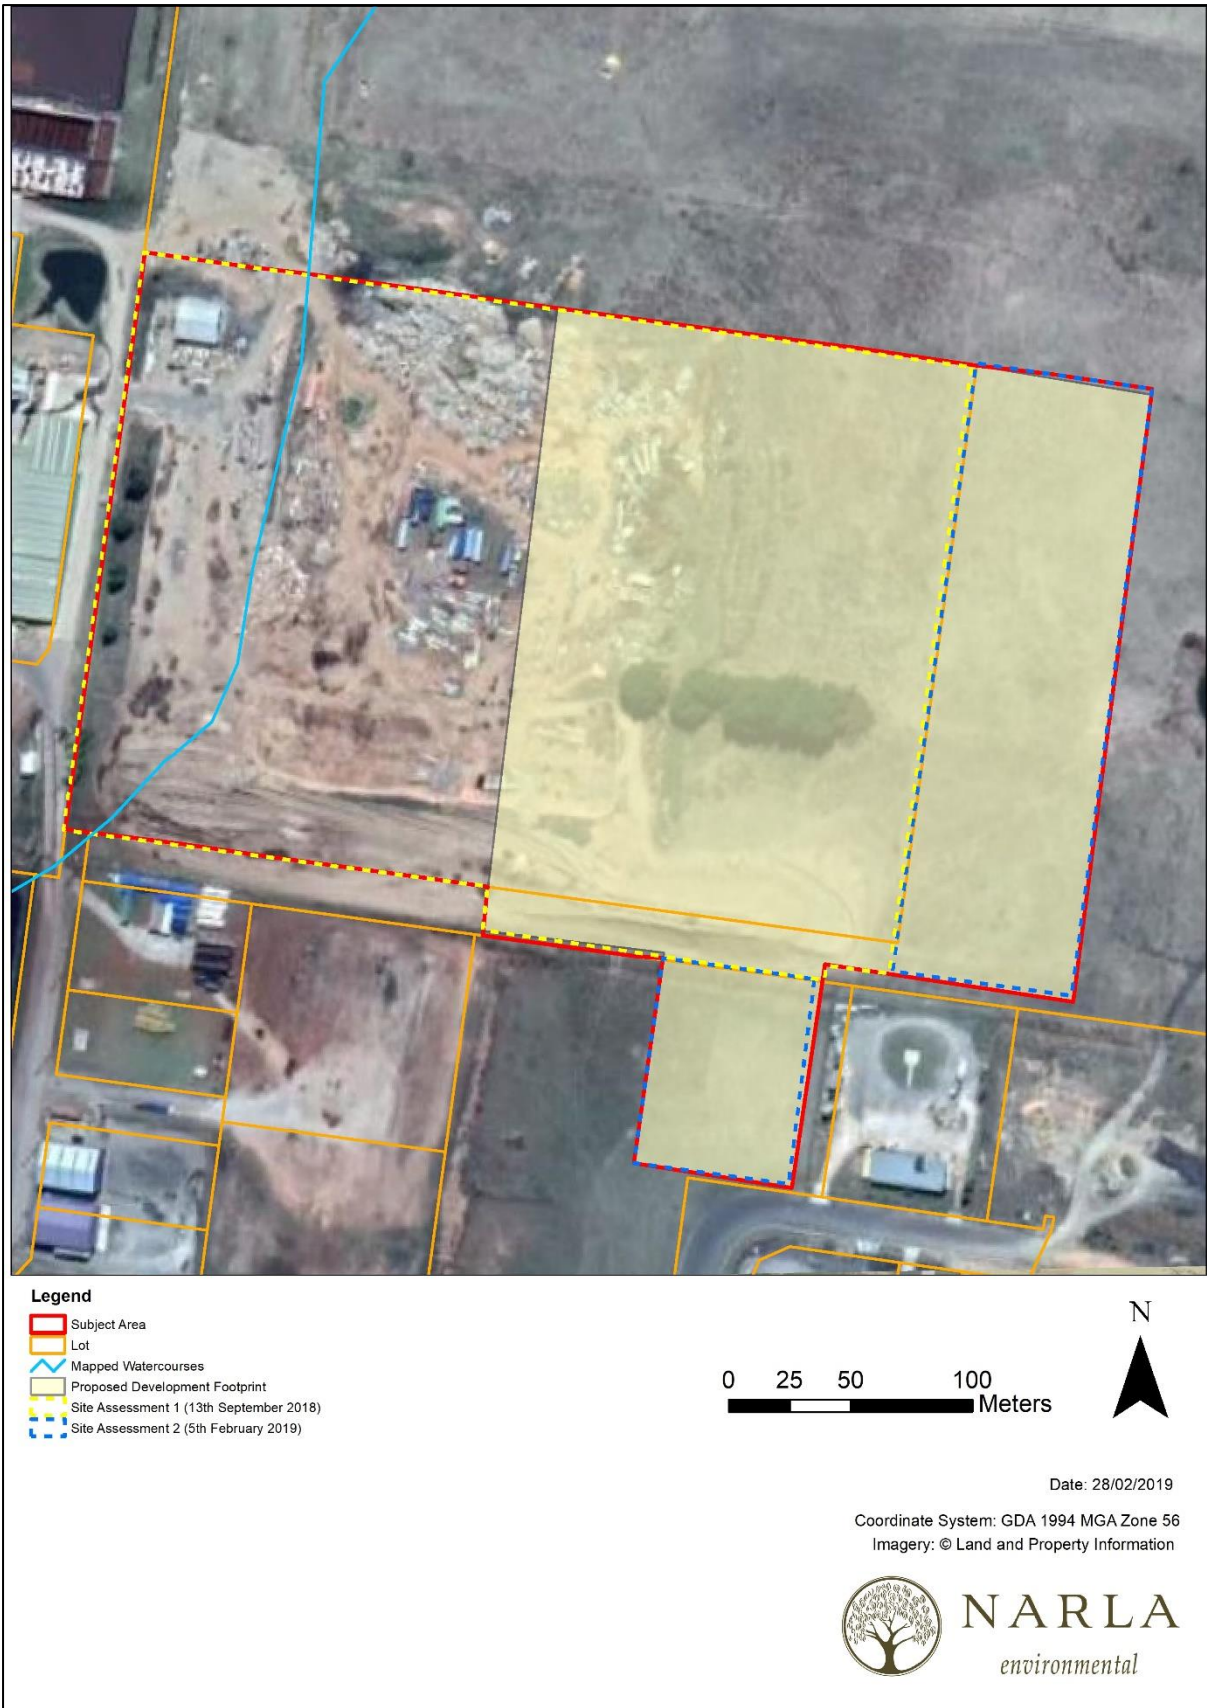 Legend
Subject Area
Lot
Mapped Watercourses
Proposed Development Footprint
Site Assessment 1 (13th September 2018)
Site Assessment 2 (5th February 2019)
N
0 25 50 100
Meters
Date: 28/02/2019
Coordinate System: GDA 1994 MGA Zone 56
Imagery: © Land and Property Information
NARLA
environmental